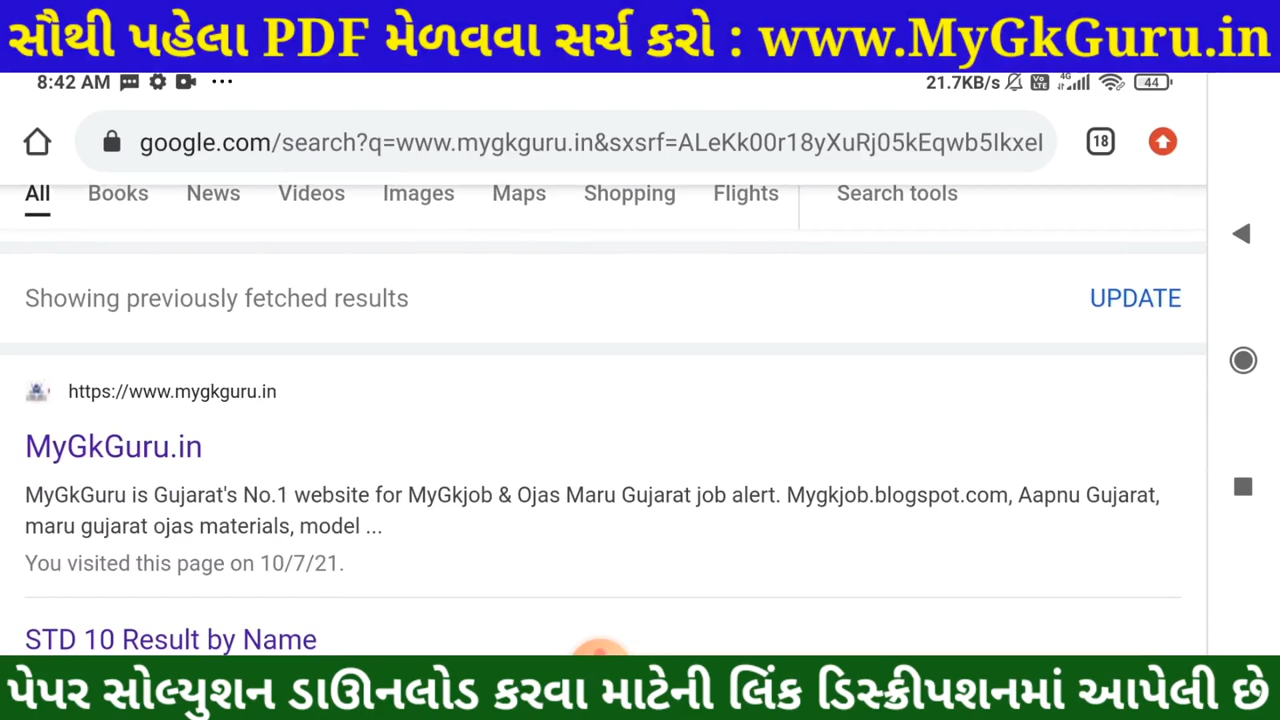 સૌથી પહેલા PDF મેળવવા સર્ચ કરો : www.MyGkGuru.in
8:42 AM ... 21.7KB/s Vo LTE 4G 44
google.com/search?q=www.mygkguru.in&sxsrf=ALeKk00r18yXuRj05kEqwb5IkxeI 18
All Books News Videos Images Maps Shopping Flights Search tools
Showing previously fetched results UPDATE
https://www.mygkguru.in
MyGkGuru.in
MyGkGuru is Gujarat's No.1 website for MyGkjob & Ojas Maru Gujarat job alert. Mygkjob.blogspot.com, Aapnu Gujarat,
maru gujarat ojas materials, model ...
You visited this page on 10/7/21.
STD 10 Result by Name
પેપર સોલ્યુશન ડાઊનલોડ કરવા માટેની લિંક ડિસ્ક્રીપશનમાં આપેલી છે